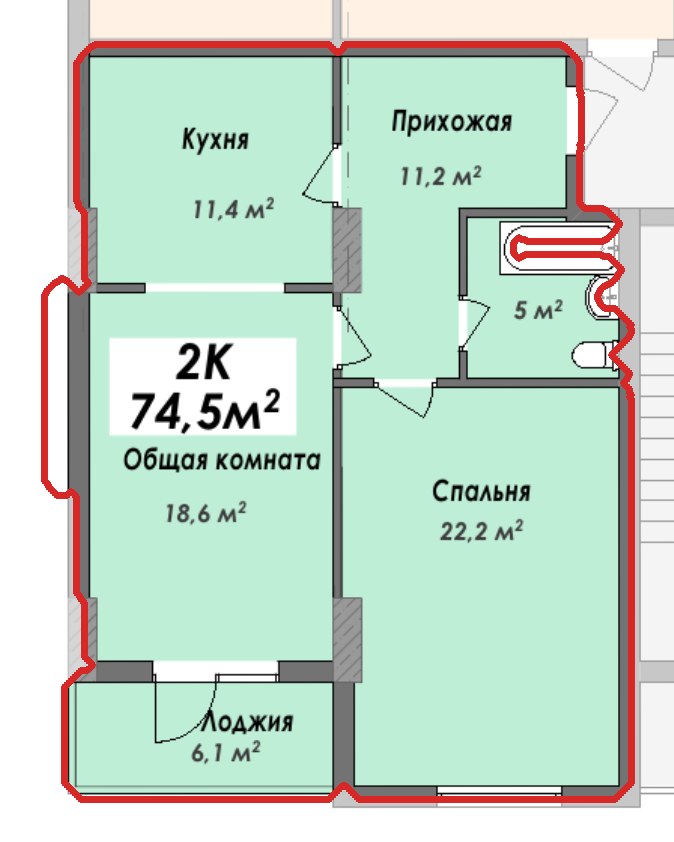 Кухня
11,4 м²
Прихожая
11,2 м²
5 м²
2К
74,5м²
Общая комната
18,6 м²
Спальня
22,2 м²
Лоджия
6,1 м²